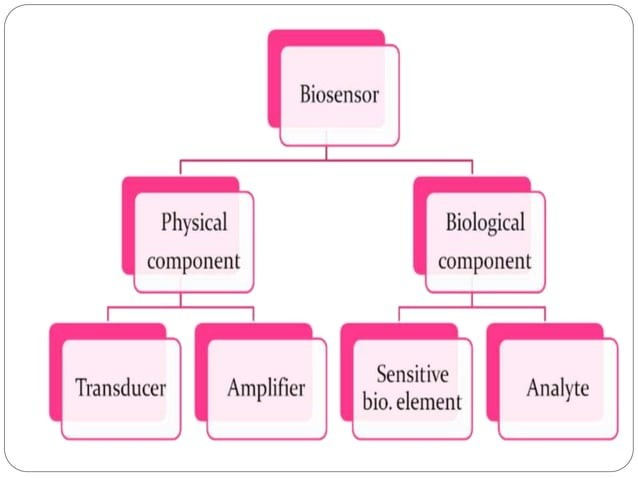 Biosensor
Physical
component
Biological
component
Transducer
Amplifier
Sensitive
bio. element
Analyte